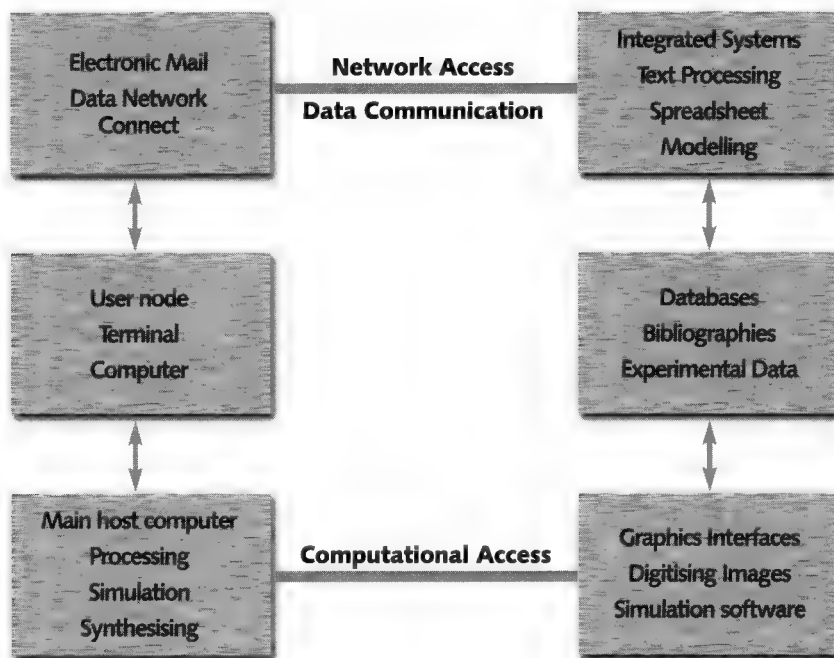 Electronic Mail
Data Network
Connect
Network Access
Data Communication
Integrated Systems
Text Processing
Spreadsheet
Modelling
User node
Terminal
Computer
Databases
Bibliographies
Experimental Data
Main host computer
Processing
Simulation
Synthesising
Computational Access
Graphics Interfaces
Digitising Images
Simulation software